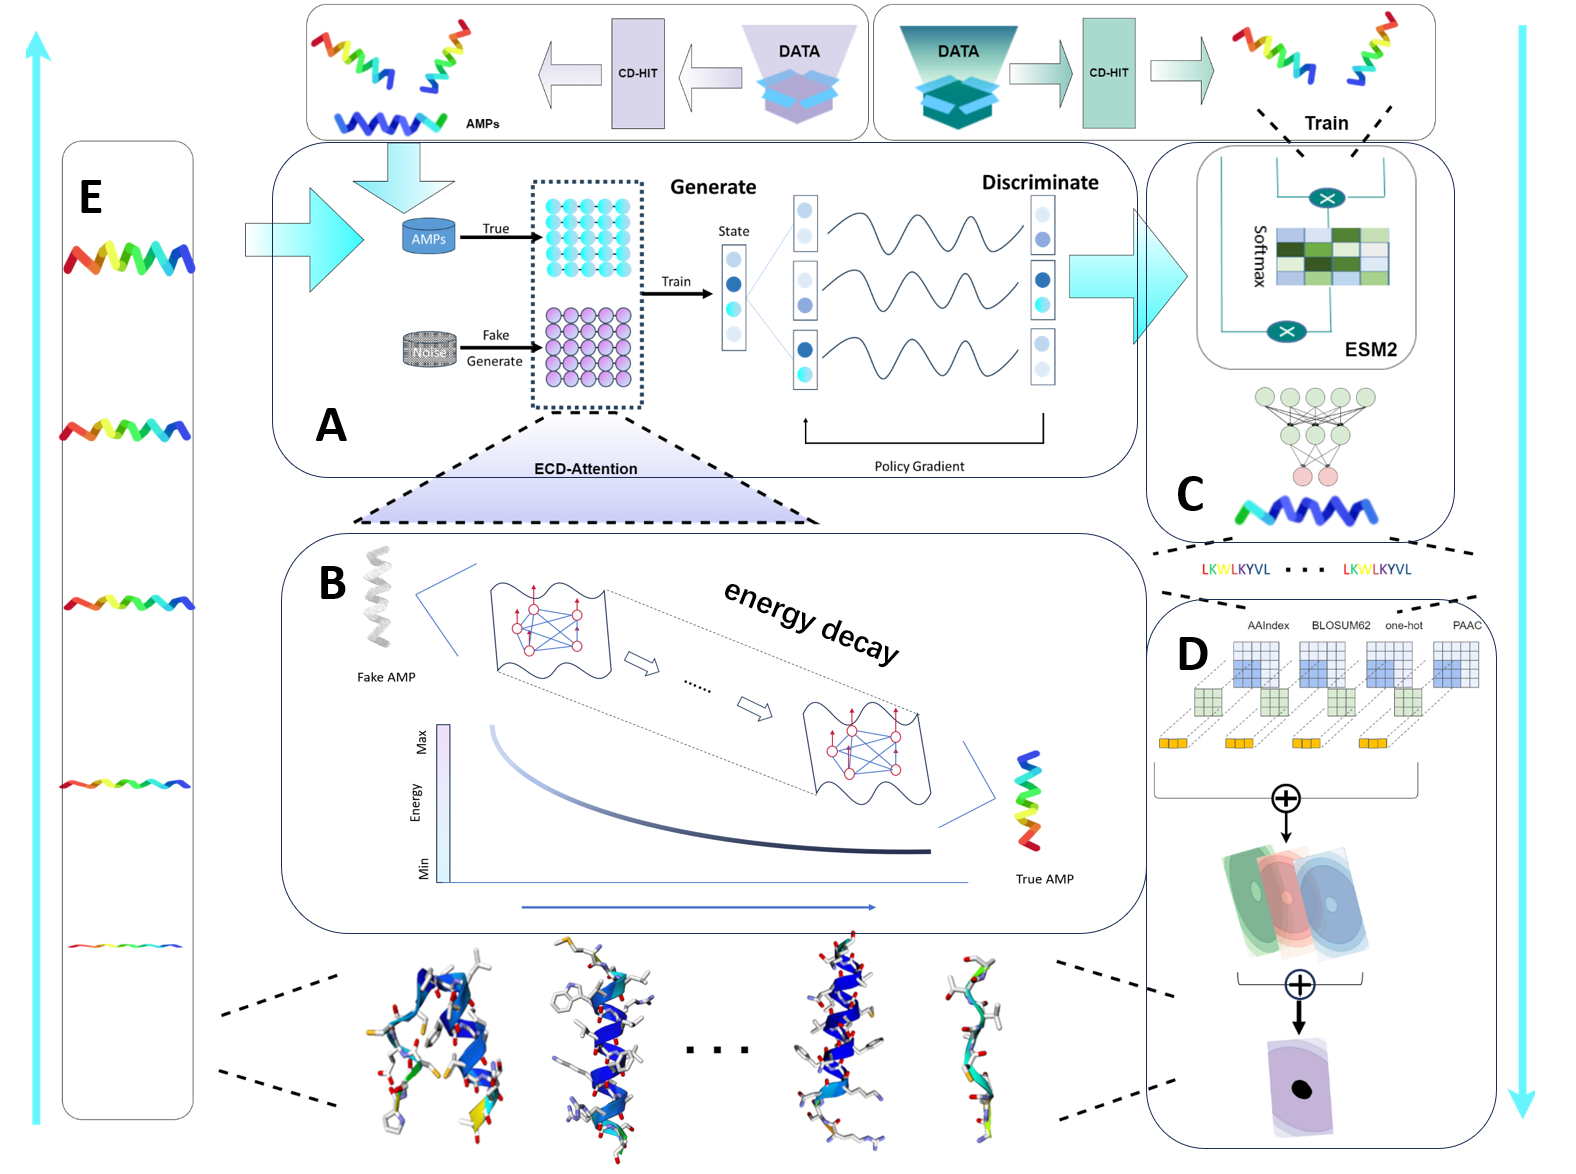 DATA
CD-HIT
AMPs
DATA
CD-HIT
Train
E
A
AMPs
True
Noise
Fake
Generate
Train
Generate
State
Discriminate
Policy Gradient
ECD-Attention
Softmax
ESM2
C
LKWLKYVL ... LKWLKYVL
B
Fake AMP
energy decay
......
Max
Energy
Min
True AMP
D
AAIndex BLOSUM62 one-hot PAAC
...